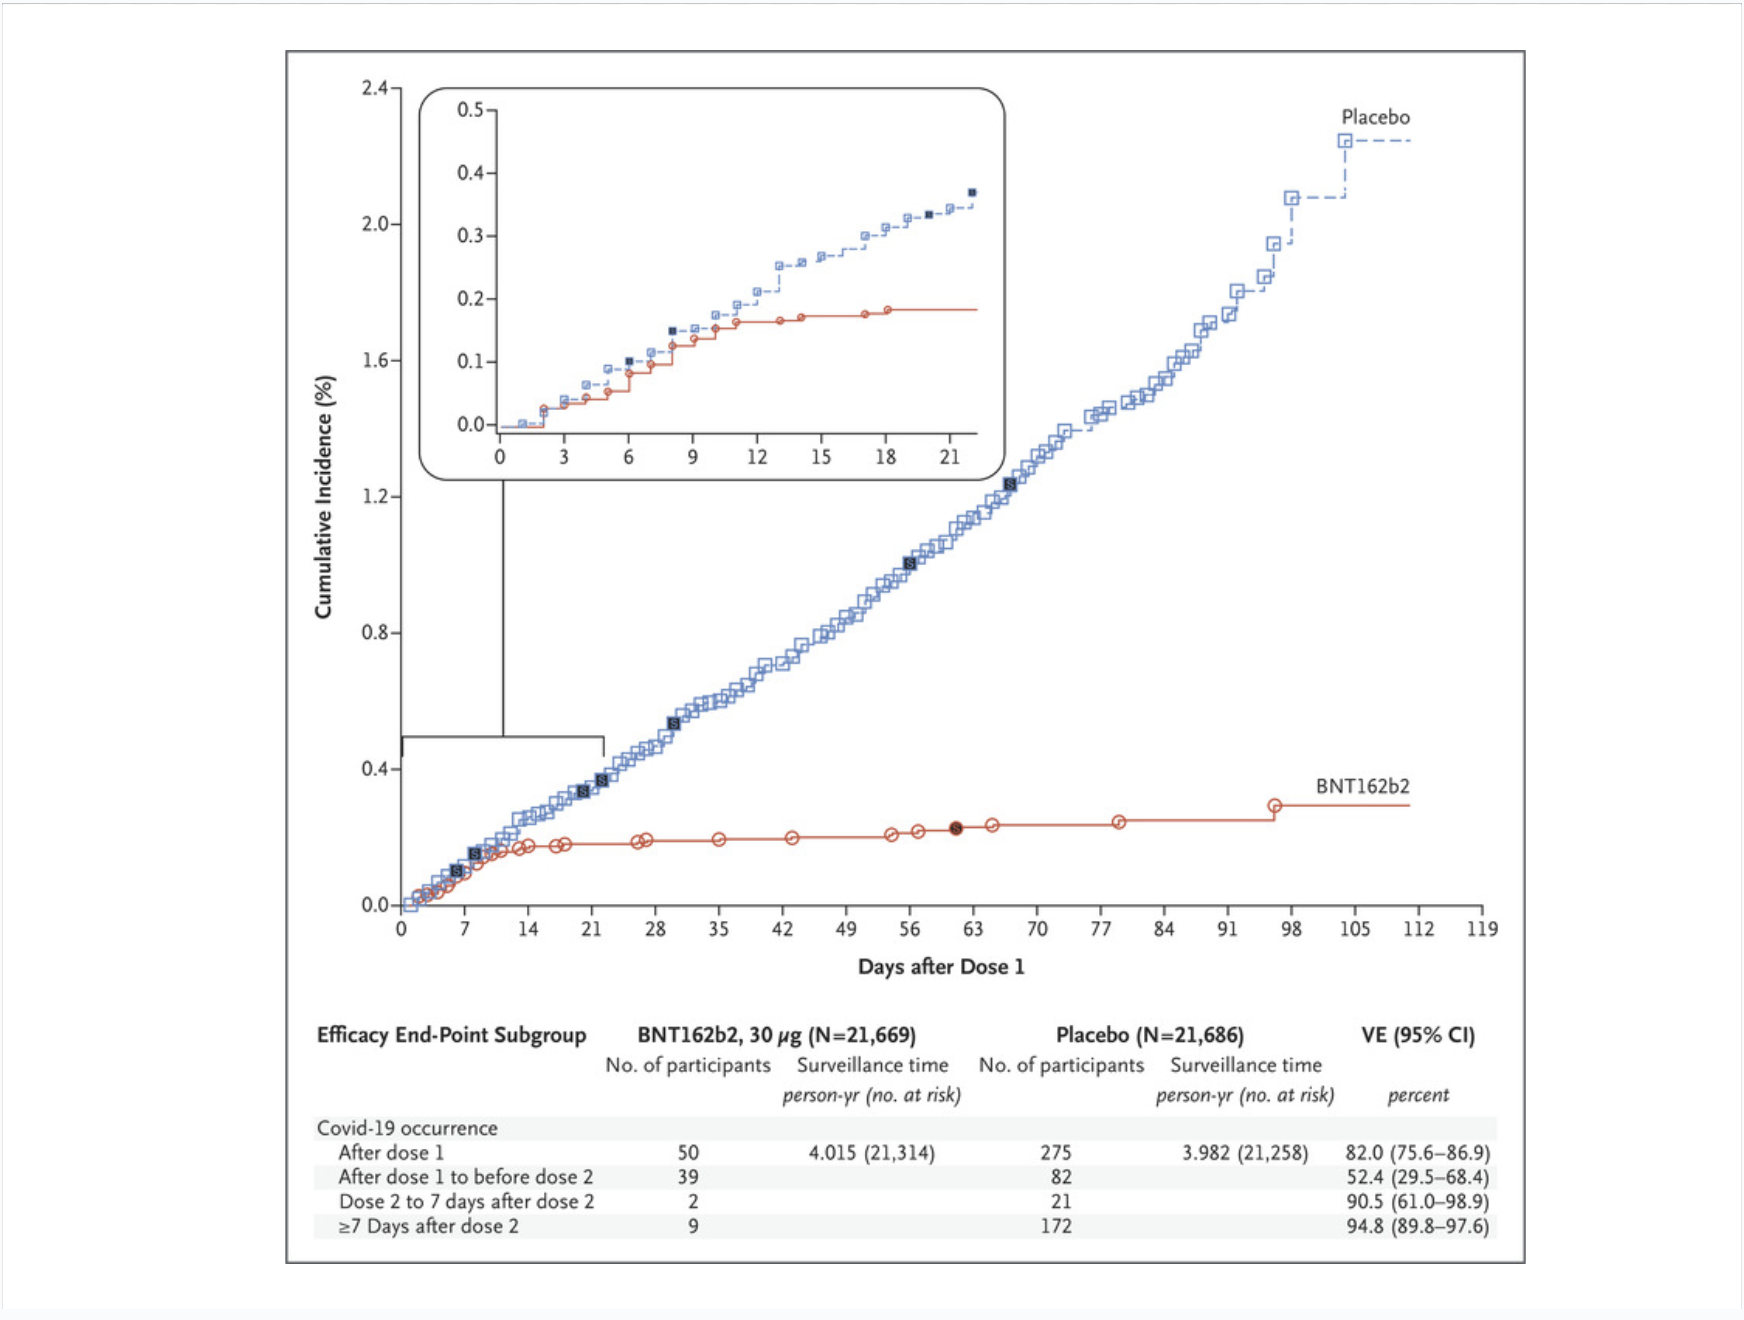 2.4
2.0
1.6
1.2
0.8
0.4
0.0
Cumulative Incidence (%)
0.5
0.4
0.3
0.2
0.1
0.0
0 3 6 9 12 15 18 21
Placebo
BNT162b2
0 7 14 21 28 35 42 49 56 63 70 77 84 91 98 105 112 119
Days after Dose 1
Efficacy End-Point Subgroup BNT162b2, 30 μg (N=21,669) Placebo (N=21,686) VE (95% CI)
No. of participants Surveillance time No. of participants Surveillance time
person-yr (no. at risk) person-yr (no. at risk) percent
Covid-19 occurrence
After dose 1 50 4.015 (21,314) 275 3.982 (21,258) 82.0 (75.6–86.9)
After dose 1 to before dose 2 39 82 52.4 (29.5–68.4)
Dose 2 to 7 days after dose 2 2 21 90.5 (61.0–98.9)
≥7 Days after dose 2 9 172 94.8 (89.8–97.6)